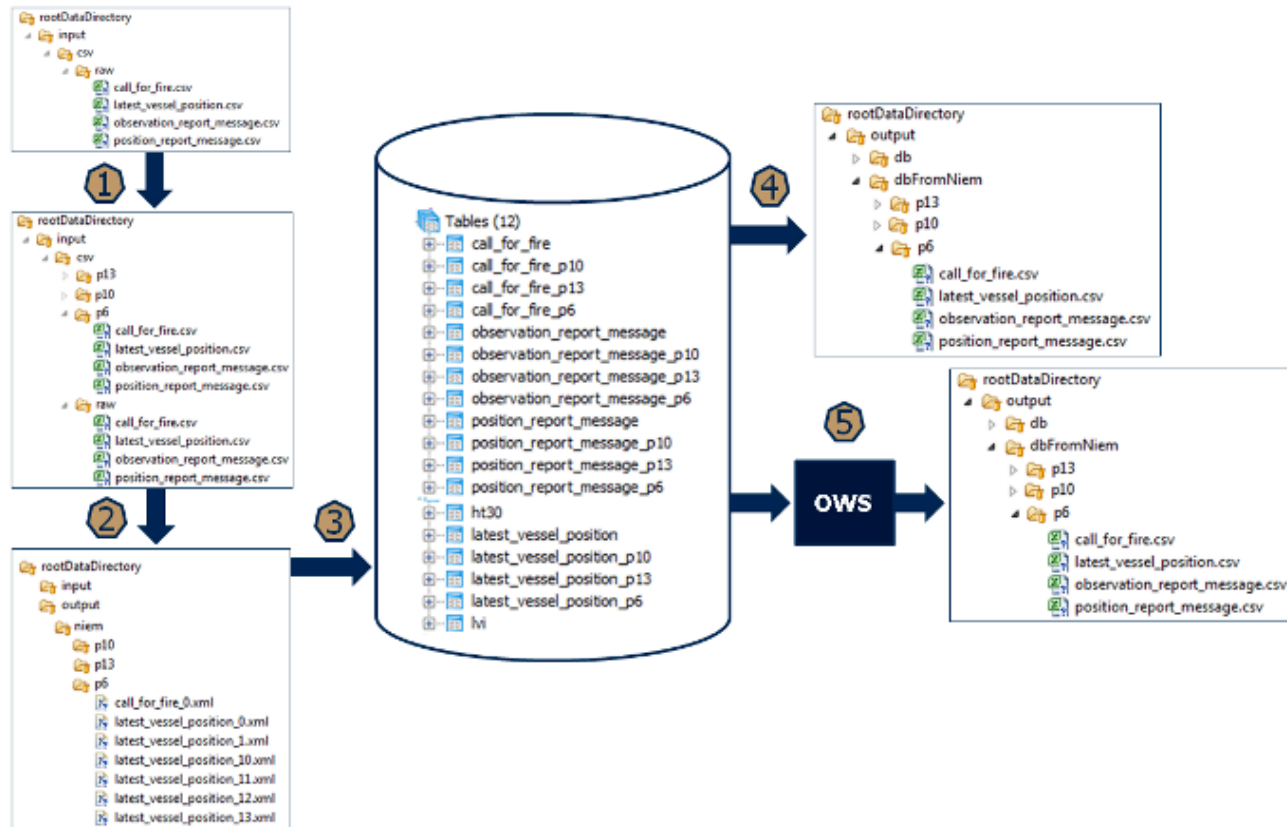 rootDataDirectory
input
csv
raw
call_for_fire.csv
latest_vessel_position.csv
observation_report_message.csv
position_report_message.csv
1
rootDataDirectory
input
csv
p13
p10
p6
call_for_fire.csv
latest_vessel_position.csv
observation_report_message.csv
position_report_message.csv
raw
call_for_fire.csv
latest_vessel_position.csv
observation_report_message.csv
position_report_message.csv
2
rootDataDirectory
input
output
niem
p10
p13
p6
call_for_fire_0.xml
latest_vessel_position_0.xml
latest_vessel_position_1.xml
latest_vessel_position_10.xml
latest_vessel_position_11.xml
latest_vessel_position_12.xml
latest_vessel_position_13.xml
3
Tables (12)
call_for_fire
call_for_fire_p10
call_for_fire_p13
call_for_fire_p6
observation_report_message
observation_report_message_p10
observation_report_message_p13
observation_report_message_p6
position_report_message
position_report_message_p10
position_report_message_p13
position_report_message_p6
ht30
latest_vessel_position
latest_vessel_position_p10
latest_vessel_position_p13
latest_vessel_position_p6
lvi
4
rootDataDirectory
output
db
dbFromNiem
p13
p10
p6
call_for_fire.csv
latest_vessel_position.csv
observation_report_message.csv
position_report_message.csv
5
OWS
rootDataDirectory
output
db
dbFromNiem
p13
p10
p6
call_for_fire.csv
latest_vessel_position.csv
observation_report_message.csv
position_report_message.csv